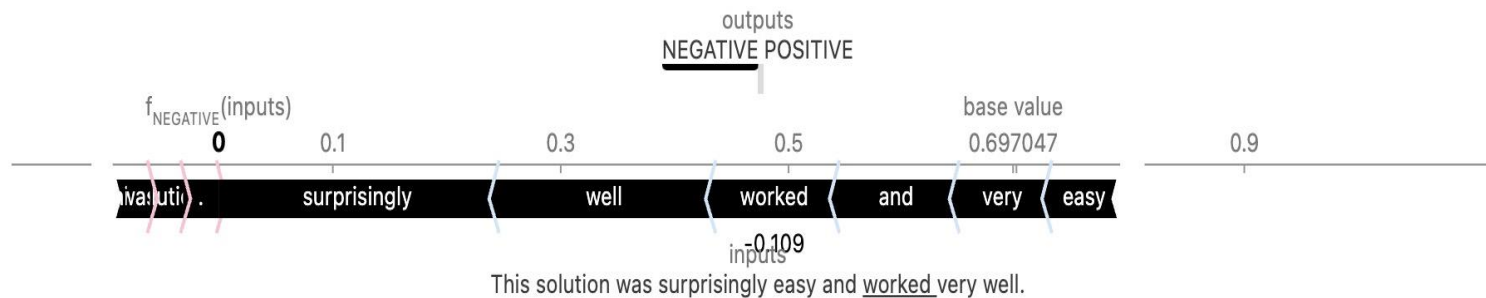 outputs
NEGATIVE POSITIVE
f_NEGATIVE(inputs) base value
0 0.1 0.3 0.5 0.697047 0.9
. surprisingly well worked and very easy
-0.109
inputs
This solution was surprisingly easy and worked very well.